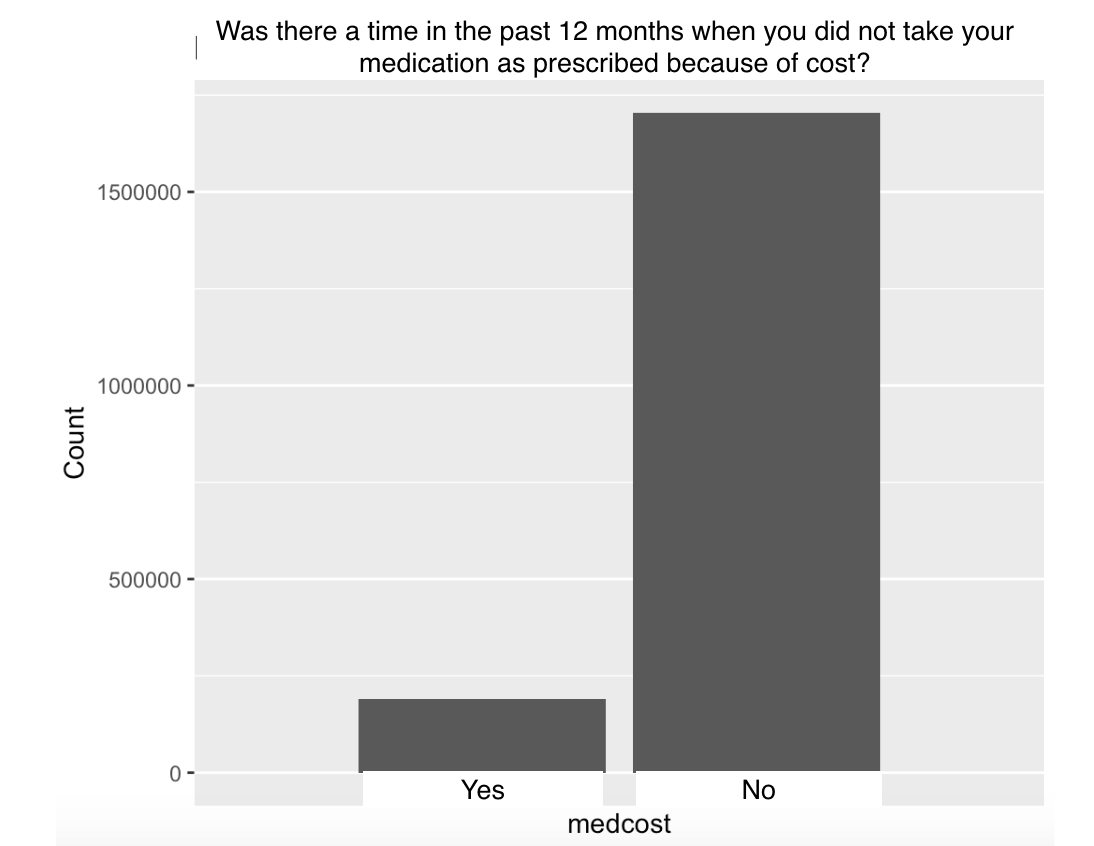 Was there a time in the past 12 months when you did not take your
medication as prescribed because of cost?
1500000
1000000
500000
0
Count
Yes No
medcost